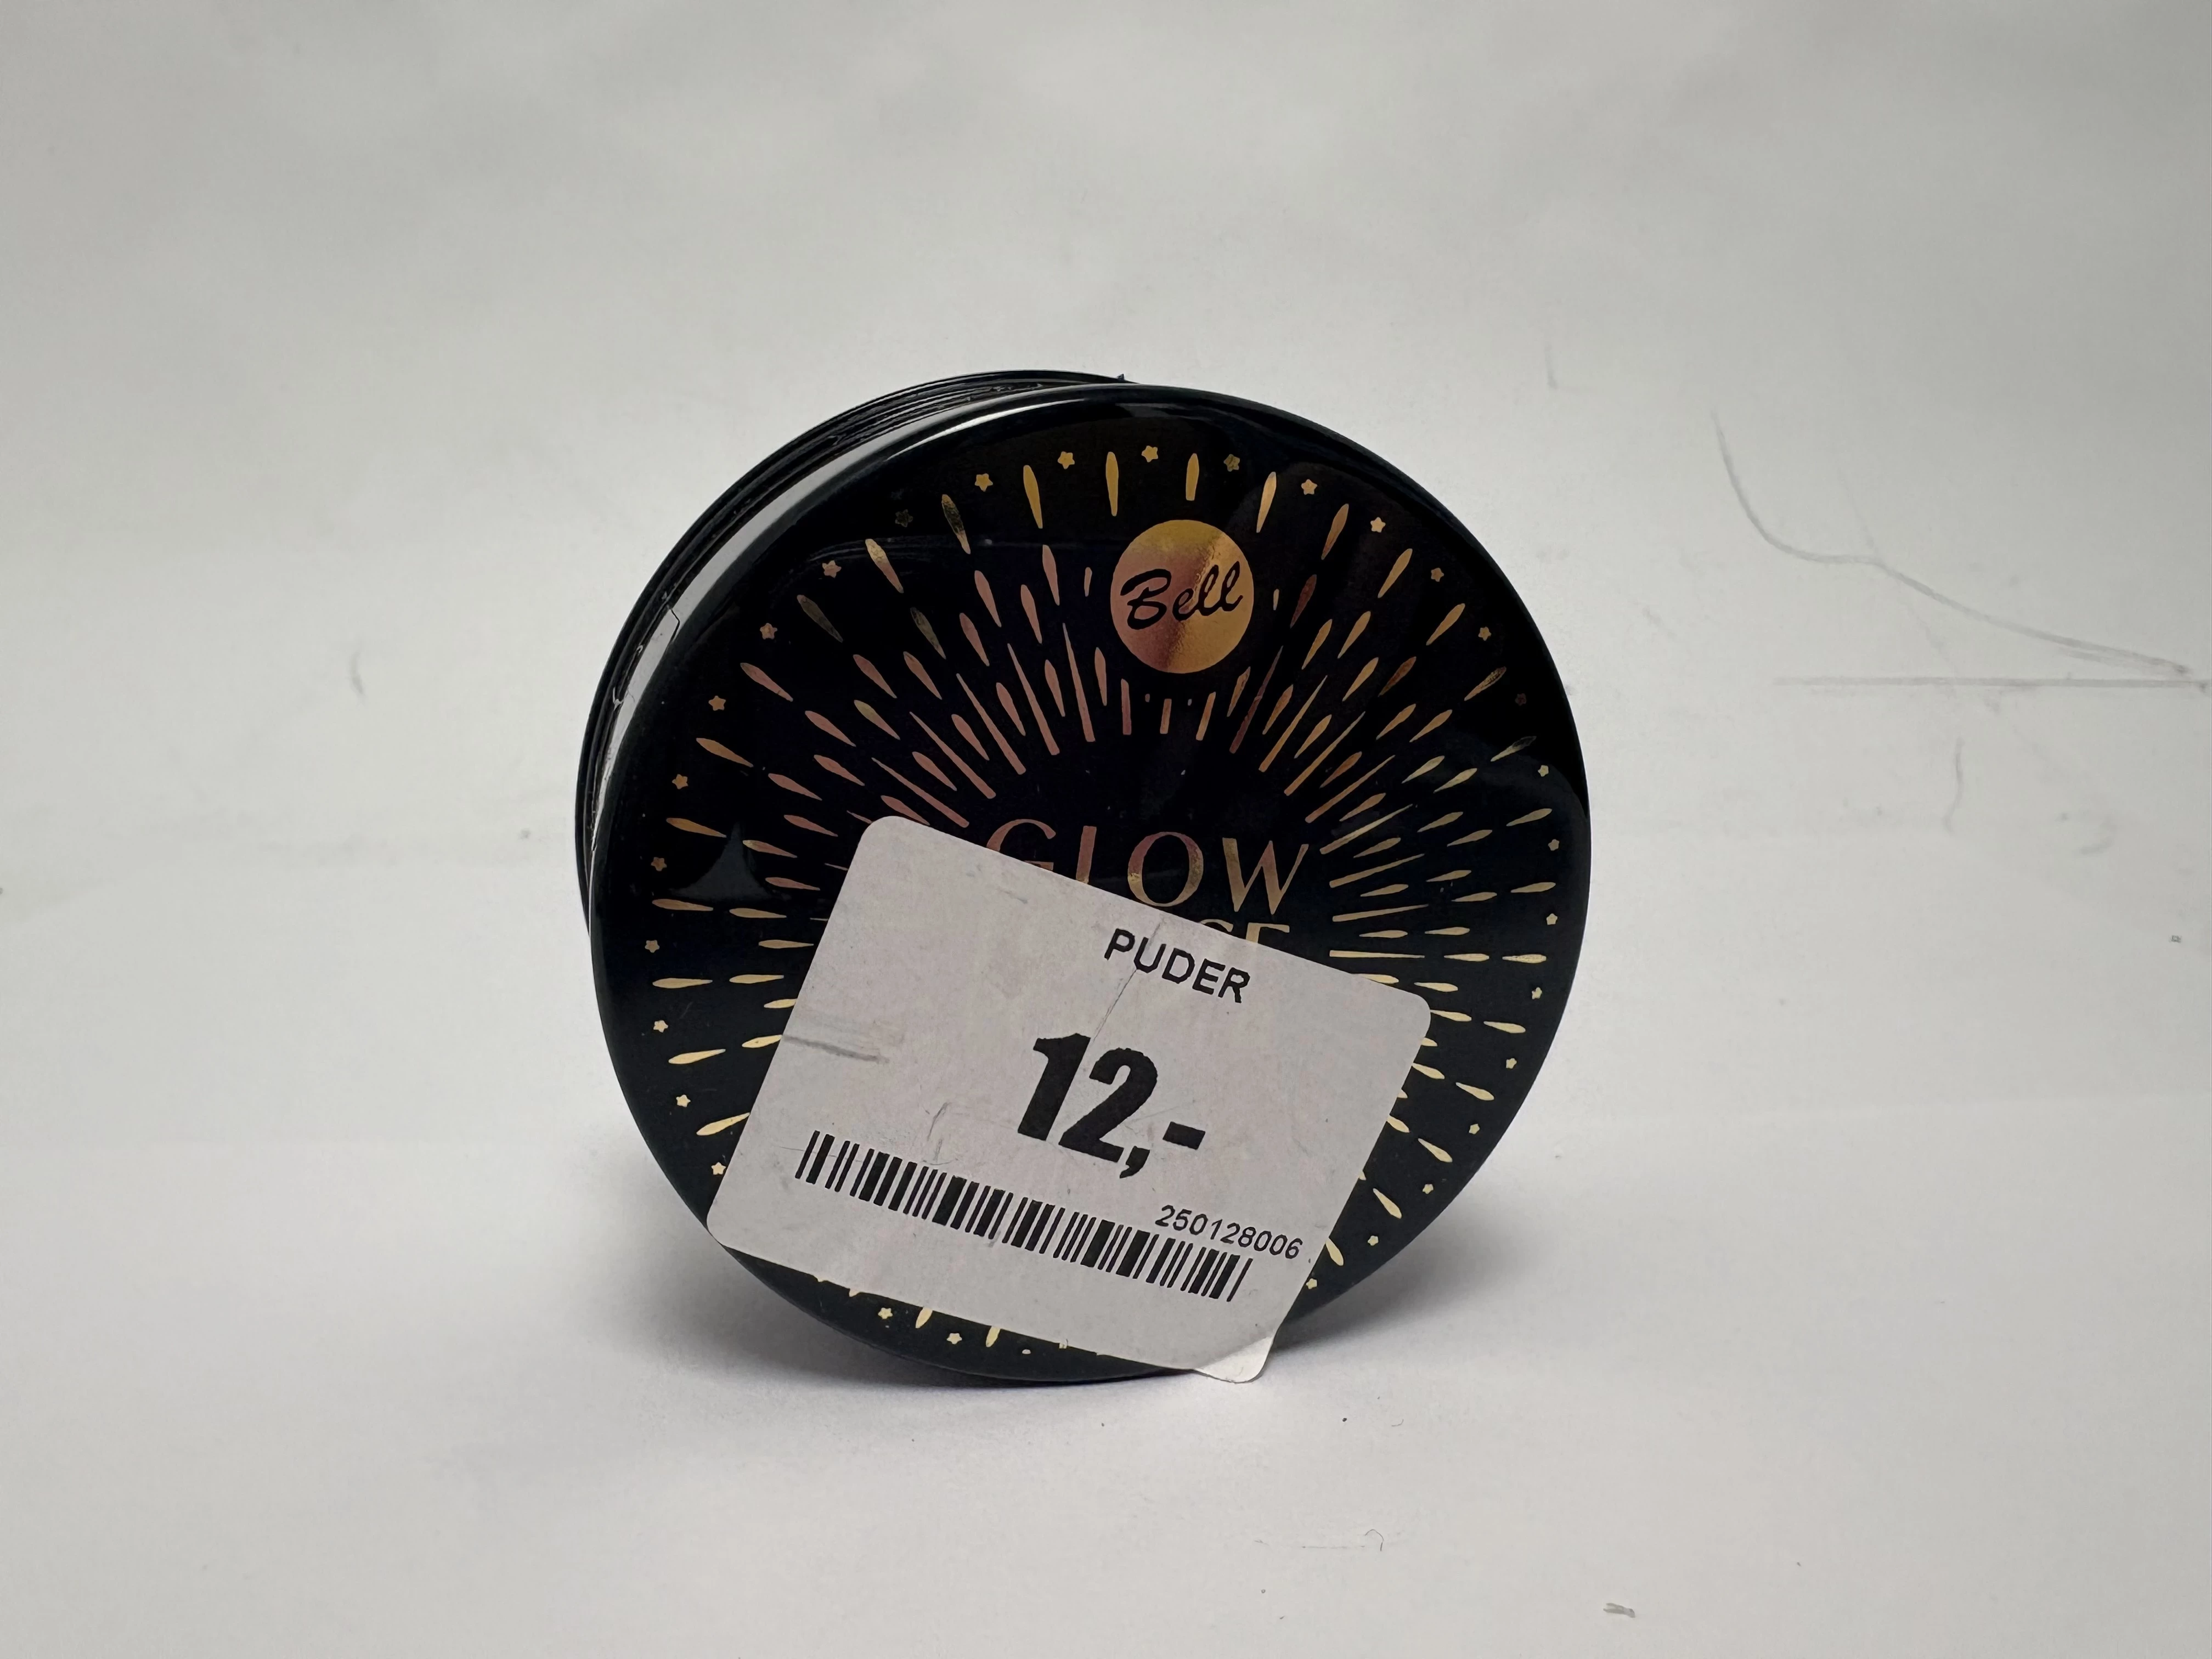 Bell
GLOW
PUDER
12,-
250128006